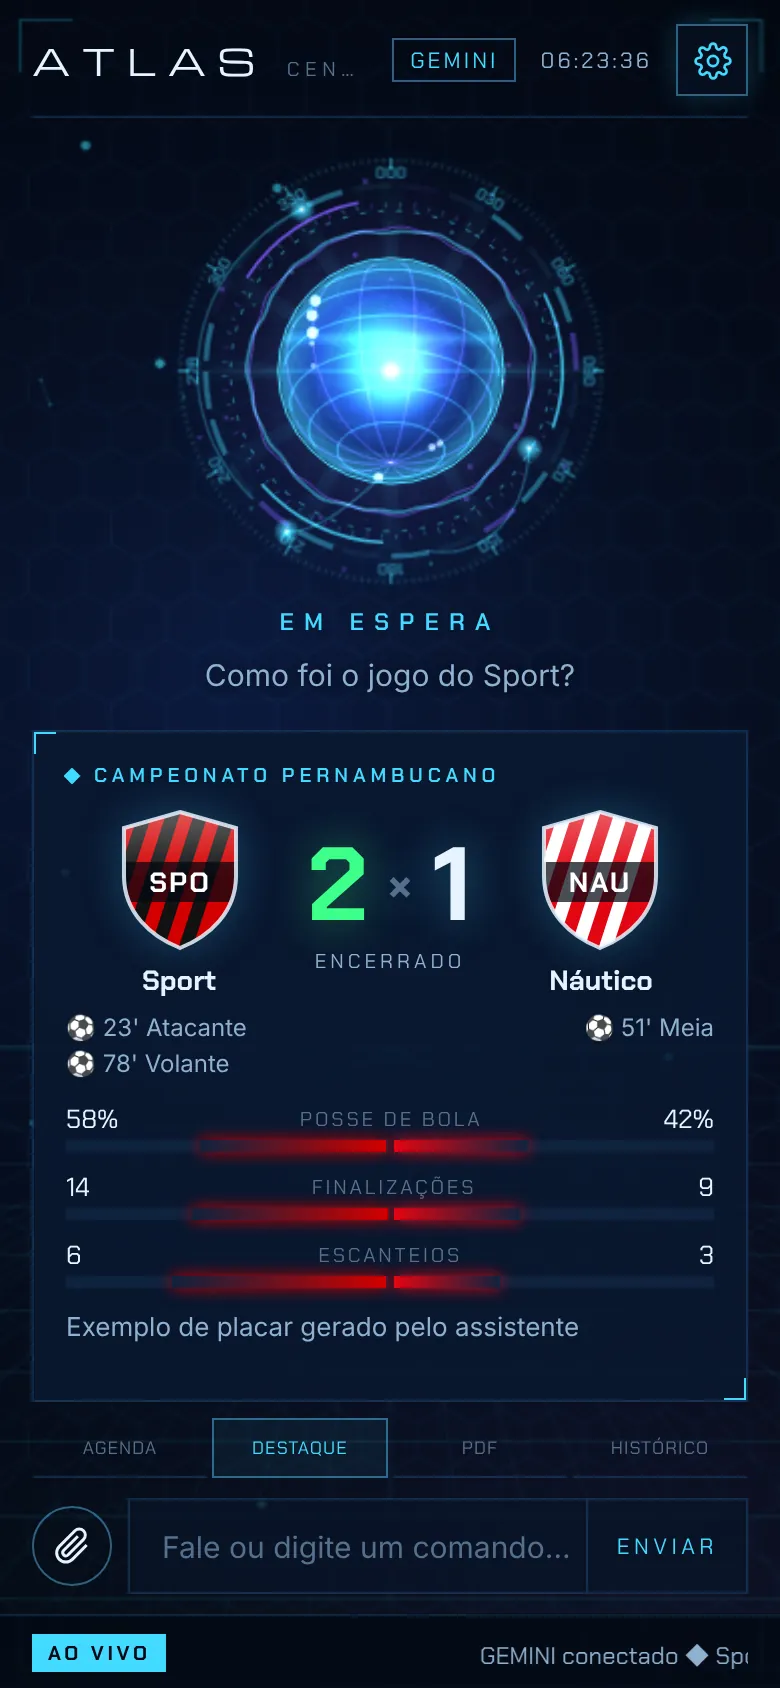 ATLAS CEN... GEMINI 06:23:36
000
030
EM ESPERA
Como foi o jogo do Sport?
CAMPEONATO PERNAMBUCANO
SPO 2 × 1 NAU
ENCERRADO
Sport Náutico
23' Atacante 51' Meia
78' Volante
58% POSSE DE BOLA 42%
14 FINALIZAÇÕES 9
6 ESCANTEIOS 3
Exemplo de placar gerado pelo assistente
AGENDA DESTAQUE PDF HISTÓRICO
Fale ou digite um comando... ENVIAR
AO VIVO GEMINI conectado ◆ Spo